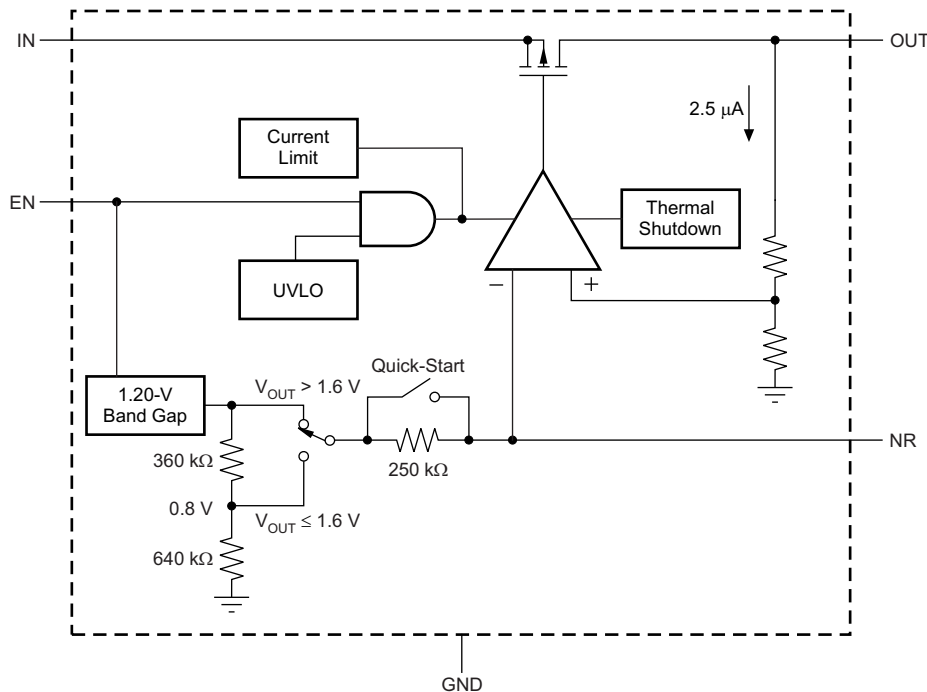 IN
OUT
2.5 μA
Current
Limit
EN
Thermal
Shutdown
UVLO
−
+
Quick-Start
V_OUT > 1.6 V
1.20-V
Band Gap
NR
360 kΩ
250 kΩ
0.8 V
V_OUT ≤ 1.6 V
640 kΩ
GND